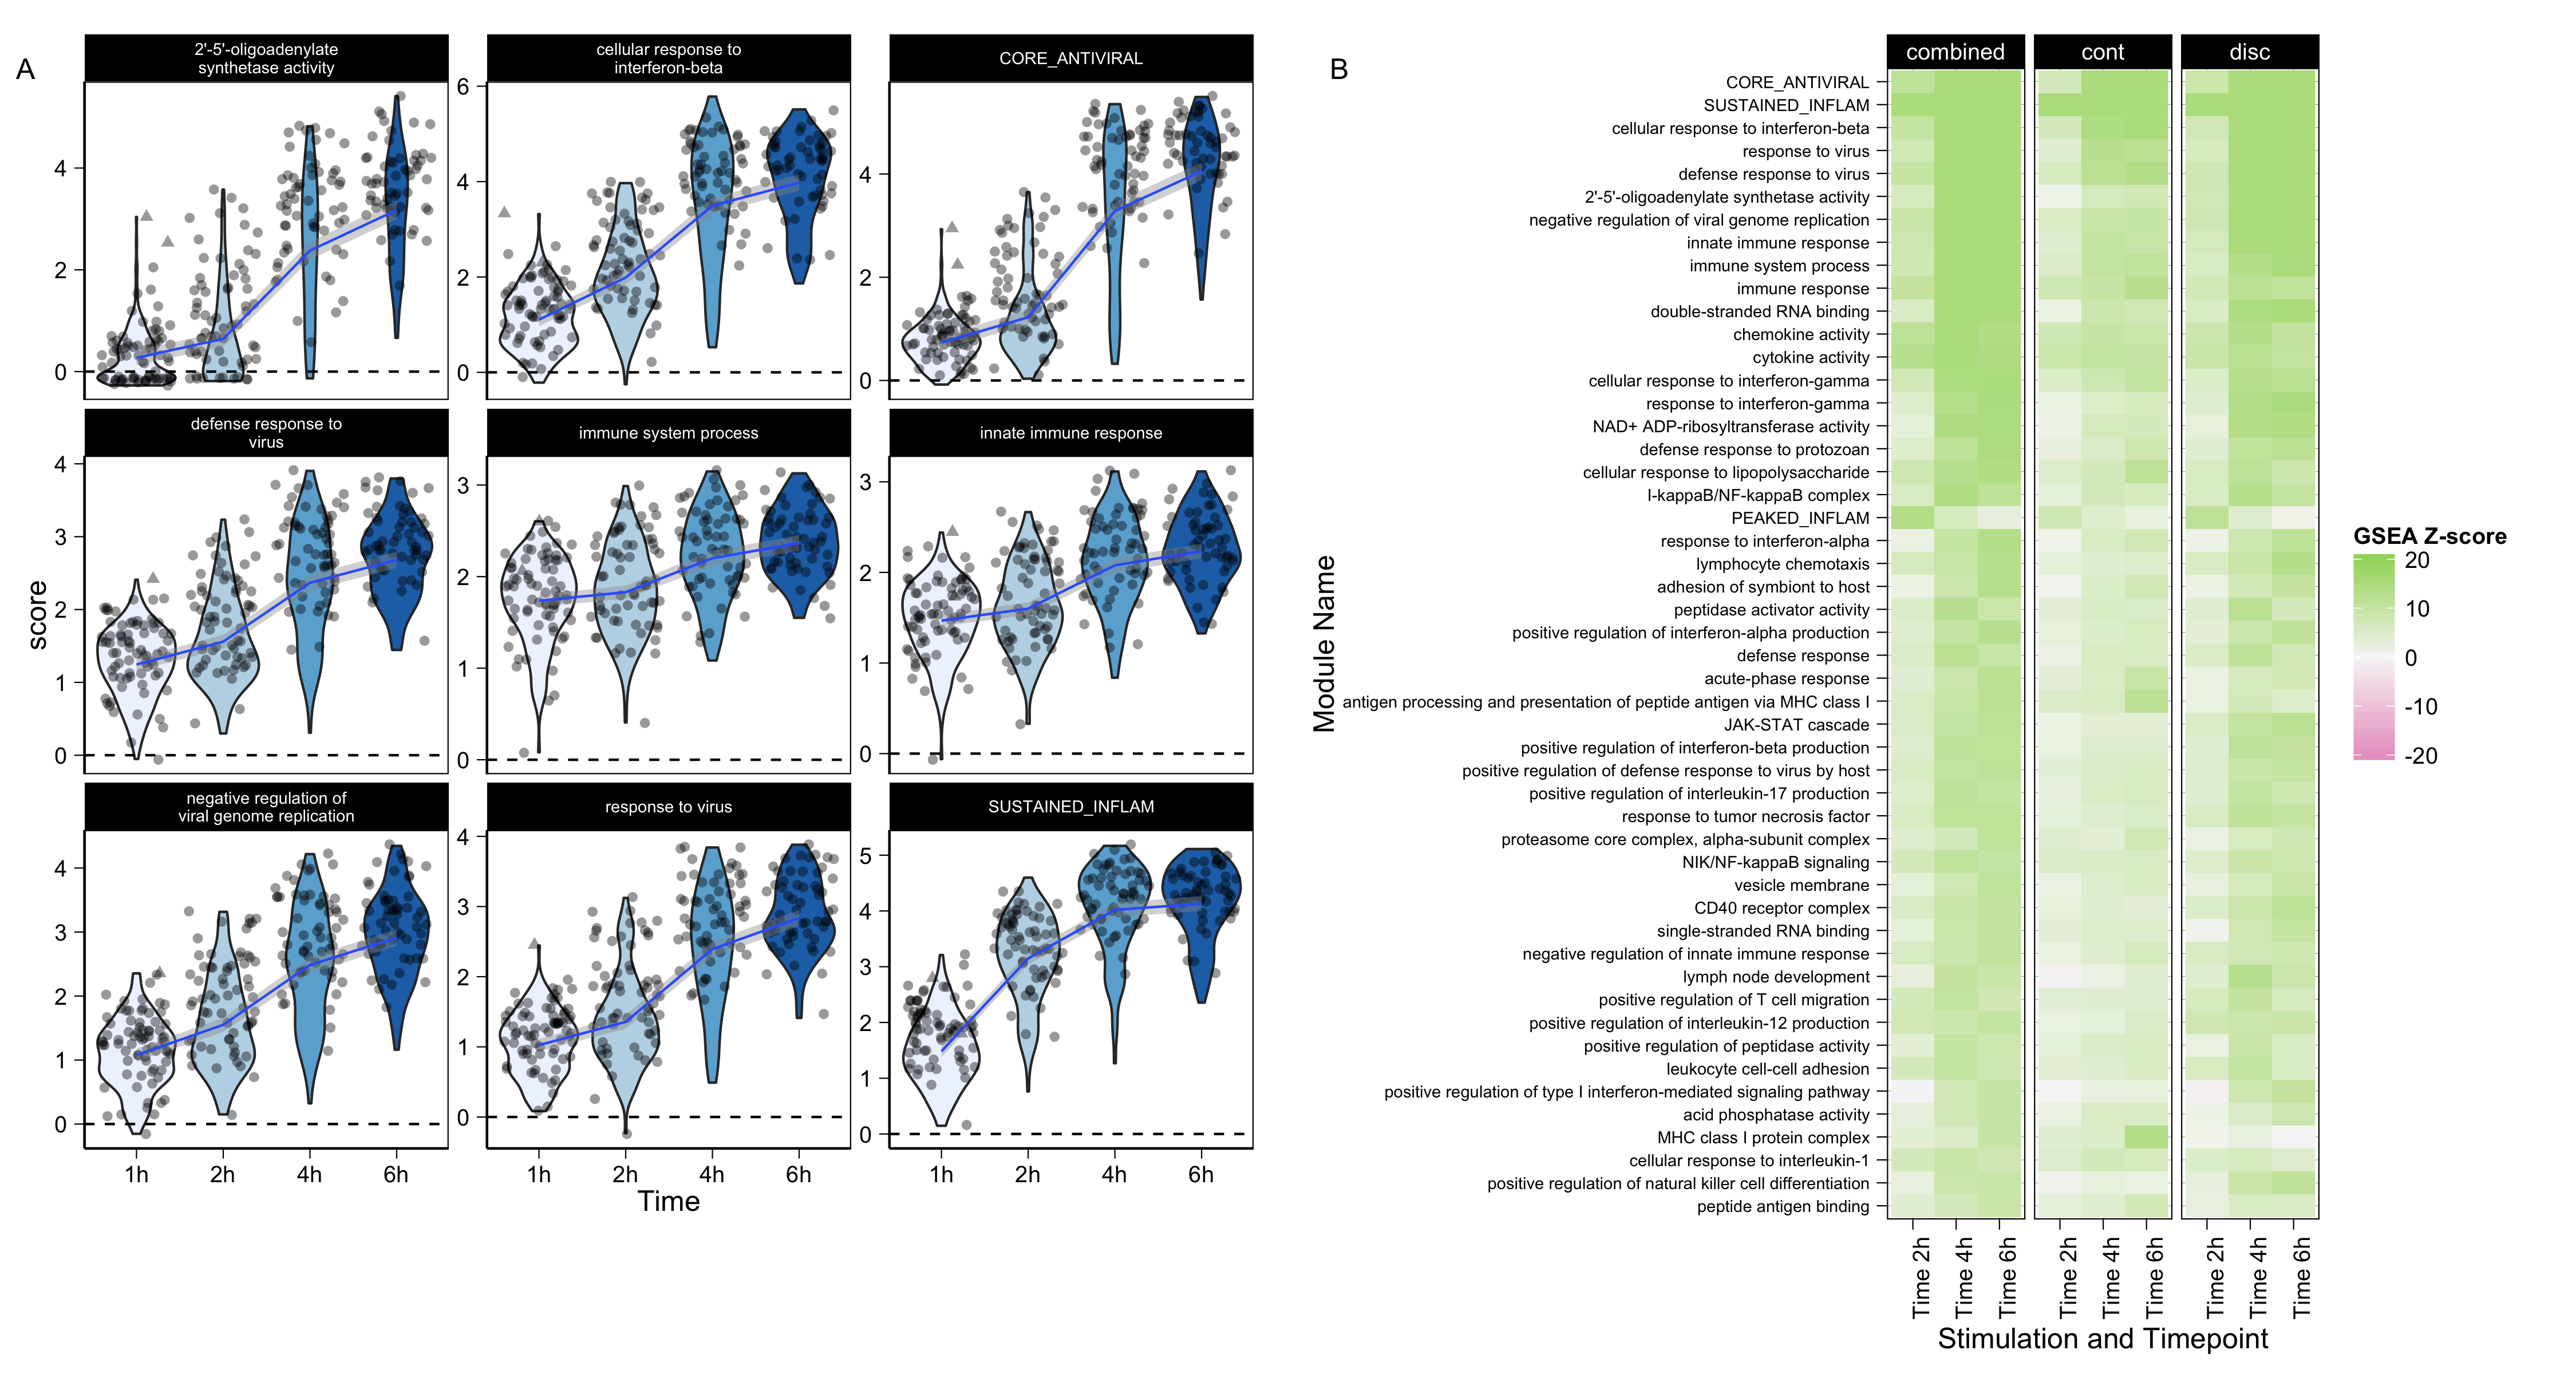 A
2'-5'-oligoadenylate
synthetase activity
cellular response to
interferon-beta
CORE_ANTIVIRAL
4
2
0
6
4
2
0
4
2
0
defense response to
virus
immune system process
innate immune response
4
3
2
1
0
3
2
1
0
3
2
1
0
negative regulation of
viral genome replication
response to virus
SUSTAINED_INFLAM
4
3
2
1
0
4
3
2
1
0
5
4
3
2
1
0
score
1h 2h 4h 6h
1h 2h 4h 6h
1h 2h 4h 6h
Time
B
combined
cont
disc
CORE_ANTIVIRAL
SUSTAINED_INFLAM
cellular response to interferon-beta
response to virus
defense response to virus
2'-5'-oligoadenylate synthetase activity
negative regulation of viral genome replication
innate immune response
immune system process
immune response
double-stranded RNA binding
chemokine activity
cytokine activity
cellular response to interferon-gamma
response to interferon-gamma
NAD+ ADP-ribosyltransferase activity
defense response to protozoan
cellular response to lipopolysaccharide
I-kappaB/NF-kappaB complex
PEAKED_INFLAM
response to interferon-alpha
lymphocyte chemotaxis
adhesion of symbiont to host
peptidase activator activity
positive regulation of interferon-alpha production
defense response
acute-phase response
antigen processing and presentation of peptide antigen via MHC class I
JAK-STAT cascade
positive regulation of interferon-beta production
positive regulation of defense response to virus by host
positive regulation of interleukin-17 production
response to tumor necrosis factor
proteasome core complex, alpha-subunit complex
NIK/NF-kappaB signaling
vesicle membrane
CD40 receptor complex
single-stranded RNA binding
negative regulation of innate immune response
lymph node development
positive regulation of T cell migration
positive regulation of interleukin-12 production
positive regulation of peptidase activity
leukocyte cell-cell adhesion
positive regulation of type I interferon-mediated signaling pathway
acid phosphatase activity
MHC class I protein complex
cellular response to interleukin-1
positive regulation of natural killer cell differentiation
peptide antigen binding
Module Name
Time 2h
Time 4h
Time 6h
Time 2h
Time 4h
Time 6h
Time 2h
Time 4h
Time 6h
Stimulation and Timepoint
GSEA Z-score
20
10
0
-10
-20